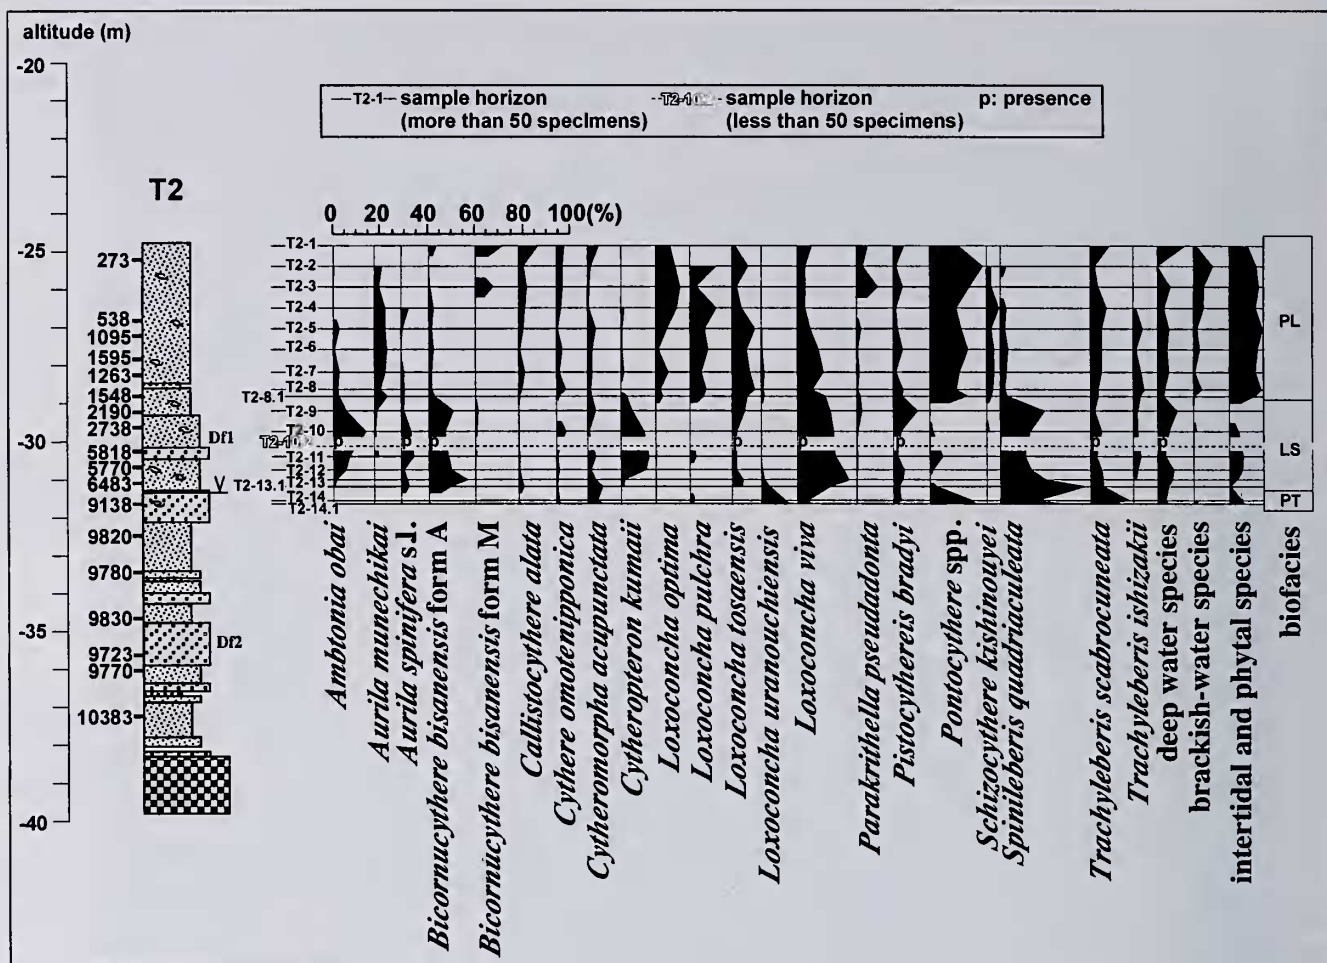 altitude (m)
-20
-25
-30
-35
-40
T2-1 sample horizon
(more than 50 specimens)
sample horizon
(less than 50 specimens)
p: presence
T2
273
538
1095
1595
1263
1548
2190
2738
5818
5770
6483
9138
9820
9780
9830
9723
9770
10383
Df1
V
Df2
0 20 40 60 80 100(%)
T2-1
T2-2
T2-3
T2-4
T2-5
T2-6
T2-7
T2-8
T2-8.1
T2-9
T2-10
p p p p p p p p
T2-11
T2-12
T2-13
T2-13.1
T2-14
T2-14.1
Ambtonia obai
Aurila munechikai
Aurila spinifera s.l.
Bicornucythere bisanensis form A
Bicornucythere bisanensis form M
Callistocythere alata
Cythere omotenipponica
Cytheromorpha acupunctata
Cytheropteron kumaii
Loxoconcha optima
Loxoconcha pulchra
Loxoconcha tosaensis
Loxoconcha uranouchiensis
Loxoconcha viva
Parakrithella pseudadonta
Pistocythereis bradyi
Pontocythere spp.
Schizocythere kishinouyei
Spinileberis quadriaculeata
Trachyleberis scabrocuneata
Trachyleberis ishizakii
deep water species
brackish-water species
intertidal and phytal species
biofacies
PL
LS
PT